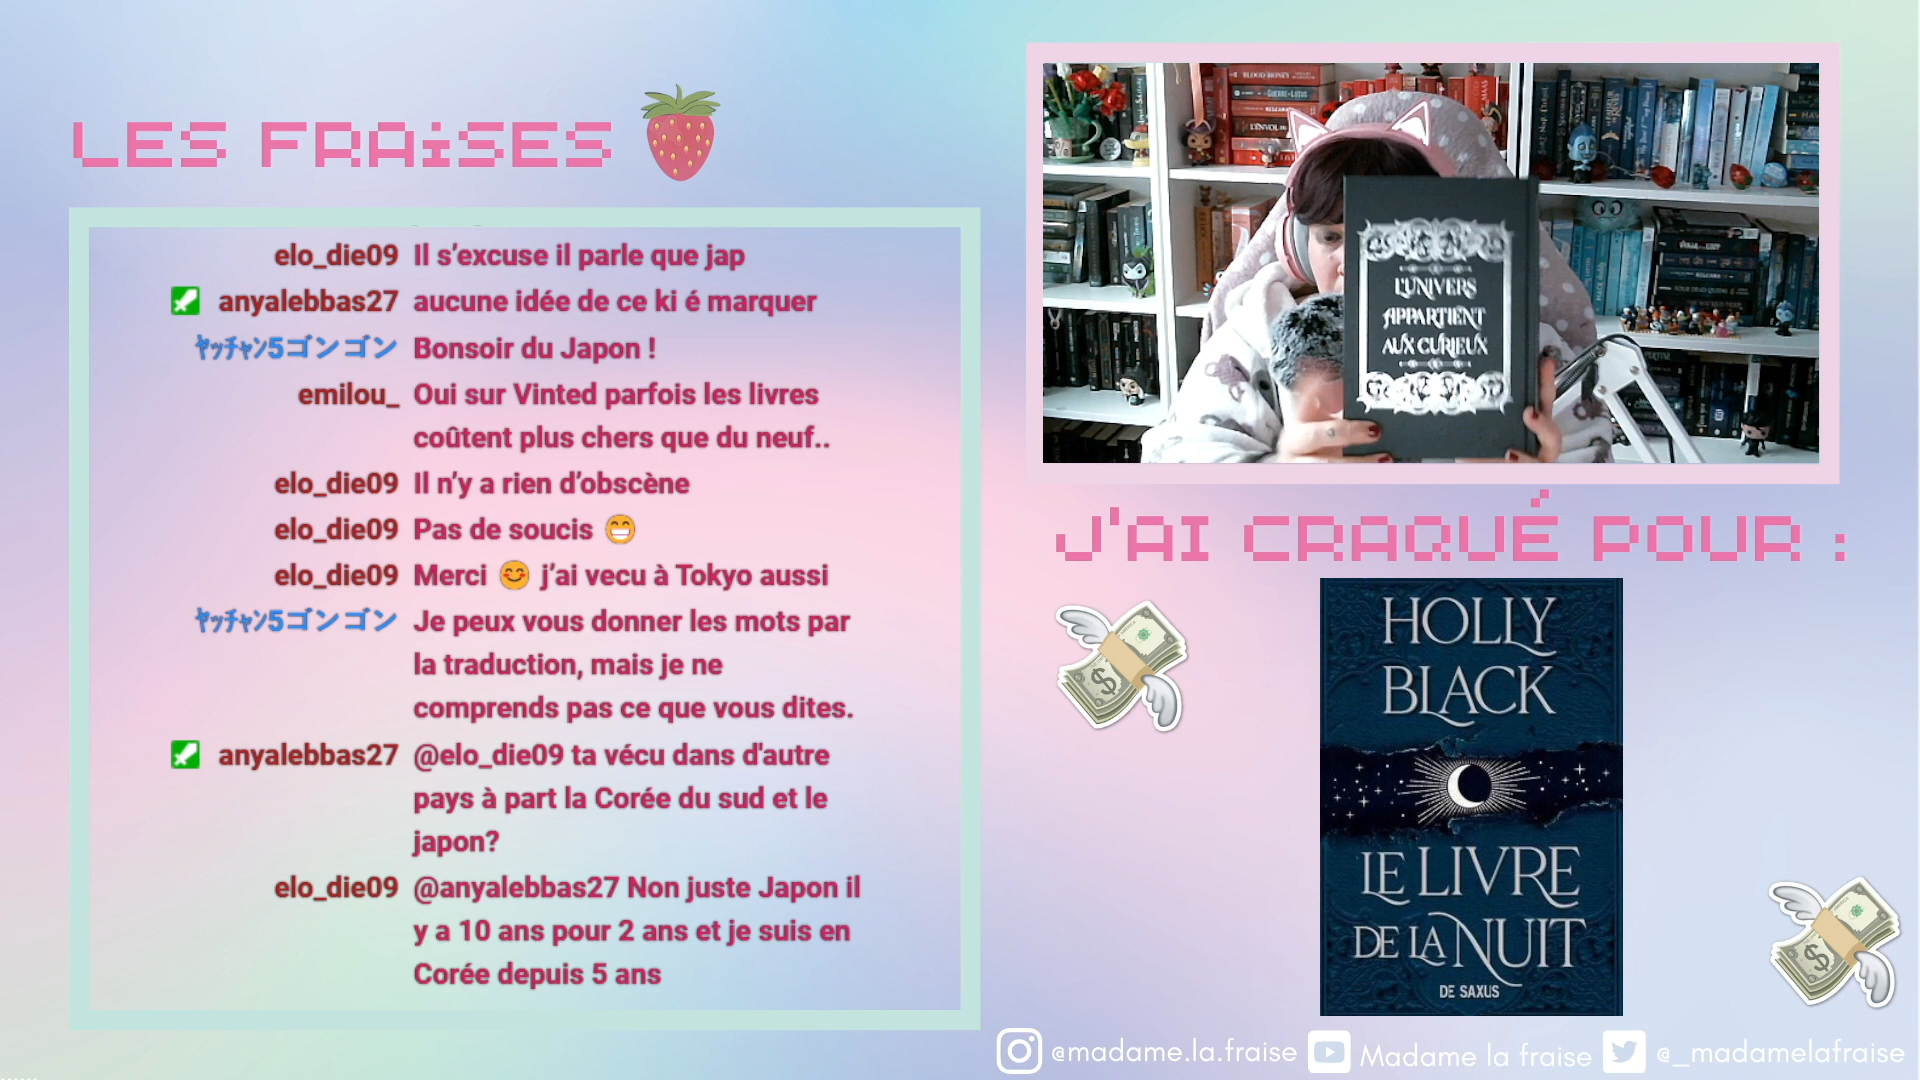 LES FRAiSES
elo_die09 Il s’excuse il parle que jap
anyalebbas27 aucune idée de ce ki é marquer
ﾔｯﾁｬﾝ5ゴンゴン Bonsoir du Japon !
emilou_ Oui sur Vinted parfois les livres
coûtent plus chers que du neuf..
elo_die09 Il n’y a rien d’obscène
elo_die09 Pas de soucis 😁
elo_die09 Merci 😊 j’ai vecu à Tokyo aussi
ﾔｯﾁｬﾝ5ゴンゴン Je peux vous donner les mots par
la traduction, mais je ne
comprends pas ce que vous dites.
anyalebbas27 @elo_die09 ta vécu dans d'autre
pays à part la Corée du sud et le
japon?
elo_die09 @anyalebbas27 Non juste Japon il
y a 10 ans pour 2 ans et je suis en
Corée depuis 5 ans
BLOOD & HONEY
L'UNIVERS
APPARTIENT
AUX CURIEUX
J'AI CRAQUÉ POUR :
HOLLY
BLACK
LE LIVRE
DE LA NUIT
DE SAXUS
@madame.la.fraise
Madame la fraise
@_madamelafraise